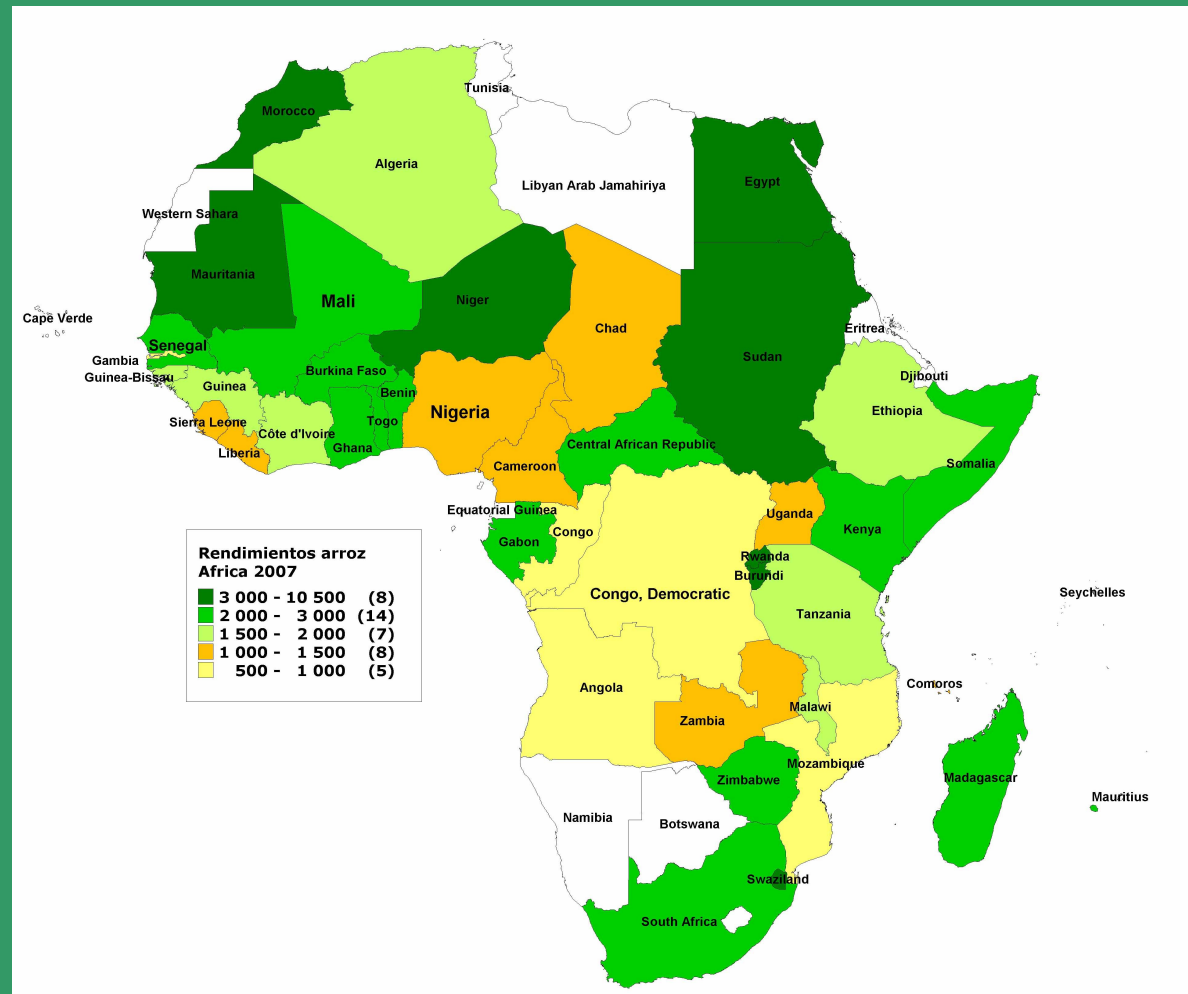 Tunisia
Morocco
Algeria
Libyan Arab Jamahiriya
Egypt
Western Sahara
Mauritania
Mali
Niger
Chad
Sudan
Eritrea
Cape Verde
Senegal
Gambia
Guinea-Bissau
Guinea
Burkina Faso
Benin
Djibouti
Ethiopia
Sierra Leone
Côte d'Ivoire
Togo
Ghana
Nigeria
Liberia
Central African Republic
Somalia
Cameroon
Equatorial Guinea
Uganda
Kenya
Congo
Gabon
Rwanda
Burundi
Congo, Democratic
Tanzania
Seychelles
Rendimientos arroz
Africa 2007
3 000 - 10 500 (8)
2 000 - 3 000 (14)
1 500 - 2 000 (7)
1 000 - 1 500 (8)
500 - 1 000 (5)
Angola
Comoros
Malawi
Zambia
Mozambique
Zimbabwe
Madagascar
Mauritius
Namibia
Botswana
Swaziland
South Africa